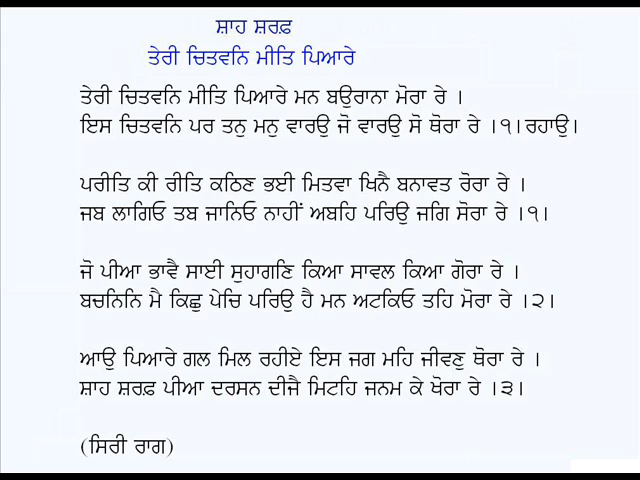 ਸ਼ਾਹ ਸ਼ਰਫ਼
ਤੇਰੀ ਚਿਤਵਨਿ ਮੀਤਿ ਪਿਆਰੇ
ਤੇਰੀ ਚਿਤਵਨਿ ਮੀਤਿ ਪਿਆਰੇ ਮਨ ਬਉਰਾਨਾ ਮੋਰਾ ਰੇ ।
ਇਸ ਚਿਤਵਨਿ ਪਰ ਤਨੁ ਮਨੁ ਵਾਰਉ ਜੋ ਵਾਰਉ ਸੋ ਥੋਰਾ ਰੇ ।੧।ਰਹਾਉ।
ਪਰੀਤਿ ਕੀ ਰੀਤਿ ਕਠਿਣ ਭਈ ਮਿਤਵਾ ਖਿਨੈ ਬਨਾਵਤ ਰੋਰਾ ਰੇ ।
ਜਬ ਲਾਗਿਓ ਤਬ ਜਾਨਿਓ ਨਾਹੀਂ ਅਬਹਿ ਪਰਿਉ ਜਗਿ ਸੋਰਾ ਰੇ ।੧।
ਜੋ ਪੀਆ ਭਾਵੈ ਸਾਈ ਸੁਹਾਗਣਿ ਕਿਆ ਸਾਵਲ ਕਿਆ ਗੋਰਾ ਰੇ ।
ਬਚਨਿਨਿ ਮੈ ਕਿਛੁ ਪੇਚਿ ਪਰਿਉ ਹੈ ਮਨ ਅਟਕਿਓ ਤਹਿ ਮੋਰਾ ਰੇ ।੨।
ਆਉ ਪਿਆਰੇ ਗਲ ਮਿਲ ਰਹੀਏ ਇਸ ਜਗ ਮਹਿ ਜੀਵਣੁ ਥੋਰਾ ਰੇ ।
ਸ਼ਾਹ ਸ਼ਰਫ਼ ਪੀਆ ਦਰਸਨ ਦੀਜੈ ਮਿਟਹਿ ਜਨਮ ਕੇ ਖੋਰਾ ਰੇ ।੩।
(ਸਿਰੀ ਰਾਗ)